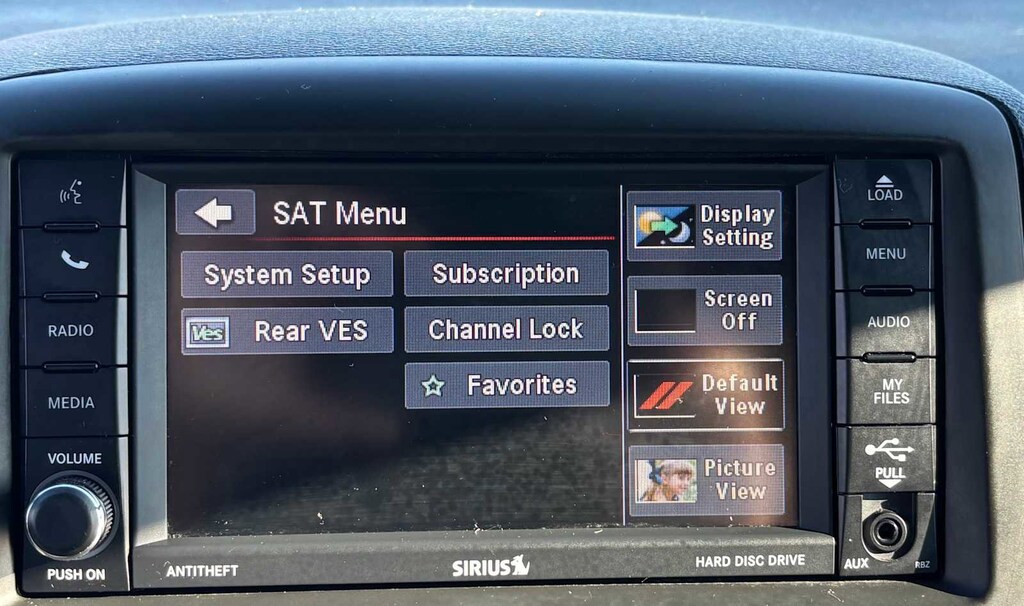 SAT Menu
System Setup
Subscription
Ves
Rear VES
Channel Lock
Favorites
Display
Setting
Screen
Off
Default
View
Picture
View
RADIO
MEDIA
VOLUME
PUSH ON
LOAD
MENU
AUDIO
MY
FILES
PULL
AUX
RBZ
ANTITHEFT
SIRIUS
HARD DISC DRIVE